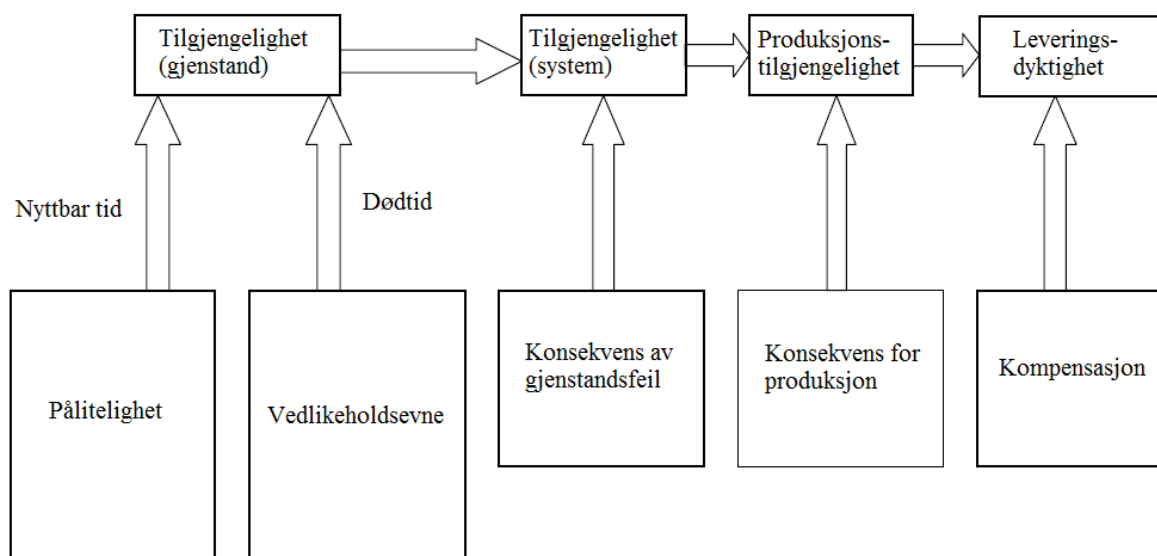 Tilgjengelighet
(gjenstand)
Tilgjengelighet
(system)
Produksjons-
tilgjengelighet
Leverings-
dyktighet
Nyttbar tid
Dødtid
Pålitelighet
Vedlikeholdsevne
Konsekvens av
gjenstandsfeil
Konsekvens for
produksjon
Kompensasjon